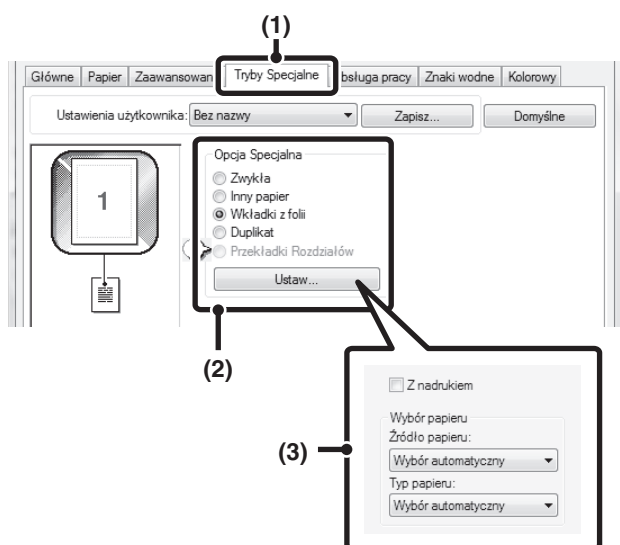 (1)
Główne Papier Zaawansowan Tryby Specjalne bsługa pracy Znaki wodne Kolorowy
Ustawienia użytkownika: Bez nazwy Zapisz... Domyślne
1
Opcja Specjalna
Zwykła
Inny papier
Wkładki z folii
Duplikat
Przekładki Rozdziałów
Ustaw...
(2)
(3)
Z nadrukiem
Wybór papieru
Źródło papieru:
Wybór automatyczny
Typ papieru:
Wybór automatyczny